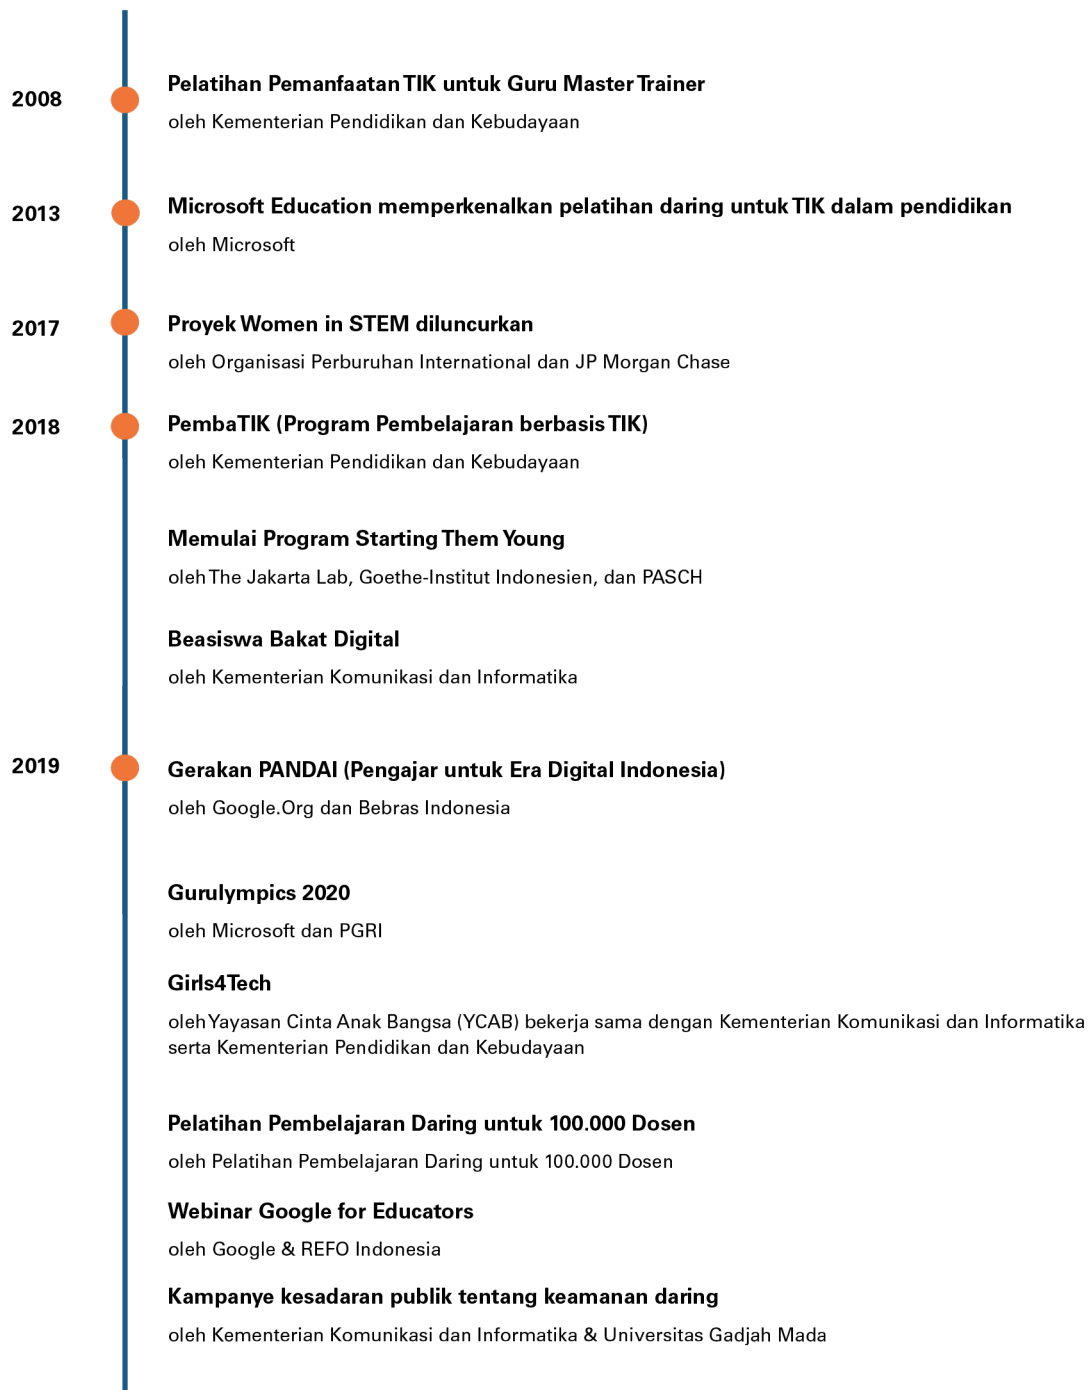 2008
Pelatihan Pemanfaatan TIK untuk Guru Master Trainer
oleh Kementerian Pendidikan dan Kebudayaan
2013
Microsoft Education memperkenalkan pelatihan daring untuk TIK dalam pendidikan
oleh Microsoft
2017
Proyek Women in STEM diluncurkan
oleh Organisasi Perburuhan International dan JP Morgan Chase
2018
PembaTIK (Program Pembelajaran berbasis TIK)
oleh Kementerian Pendidikan dan Kebudayaan
Memulai Program Starting Them Young
oleh The Jakarta Lab, Goethe-Institut Indonesien, dan PASCH
Beasiswa Bakat Digital
oleh Kementerian Komunikasi dan Informatika
2019
Gerakan PANDAI (Pengajar untuk Era Digital Indonesia)
oleh Google.Org dan Bebras Indonesia
Gurulympics 2020
oleh Microsoft dan PGRI
Girls4Tech
oleh Yayasan Cinta Anak Bangsa (YCAB) bekerja sama dengan Kementerian Komunikasi dan Informatika
serta Kementerian Pendidikan dan Kebudayaan
Pelatihan Pembelajaran Daring untuk 100.000 Dosen
oleh Pelatihan Pembelajaran Daring untuk 100.000 Dosen
Webinar Google for Educators
oleh Google & REFO Indonesia
Kampanye kesadaran publik tentang keamanan daring
oleh Kementerian Komunikasi dan Informatika & Universitas Gadjah Mada